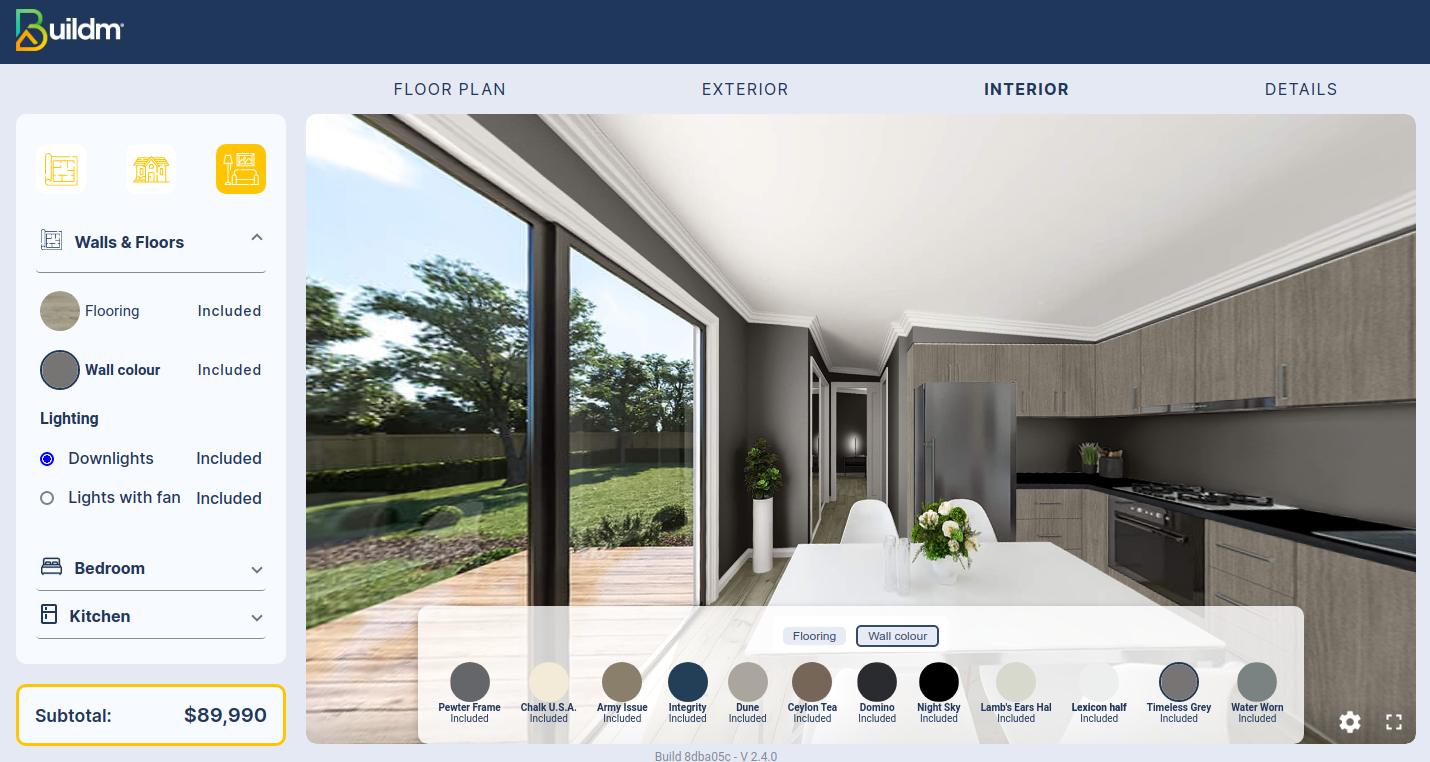 Buildm
FLOOR PLAN
EXTERIOR
INTERIOR
DETAILS
Walls & Floors
Flooring Included
Wall colour Included
Lighting
Downlights Included
Lights with fan Included
Bedroom
Kitchen
Subtotal: $89,990
Flooring Wall colour
Pewter Frame
Included
Chalk U.S.A.
Included
Army Issue
Included
Integrity
Included
Dune
Included
Ceylon Tea
Included
Domino
Included
Night Sky
Included
Lamb's Ears Hal
Included
Lexicon half
Included
Timeless Grey
Included
Water Worn
Included
Build 8dba05c - V 2.4.0